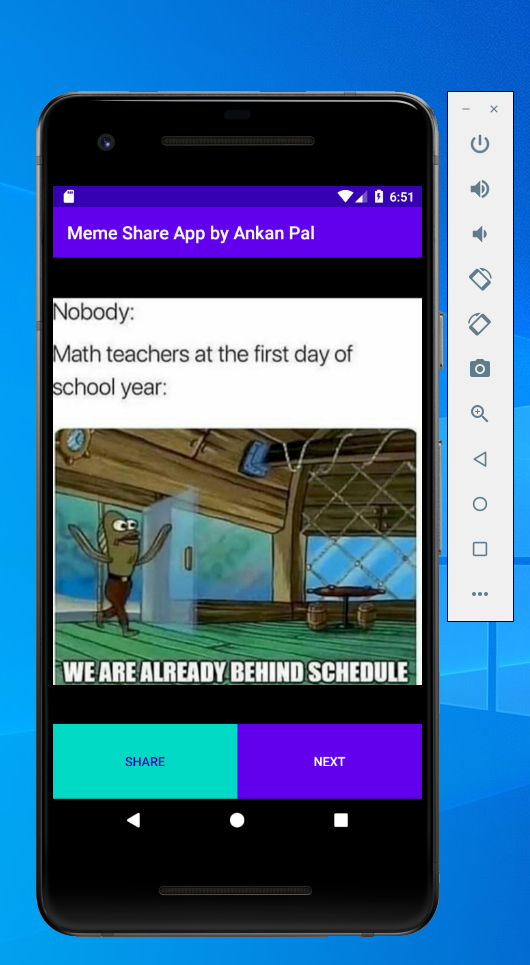 6:51
Meme Share App by Ankan Pal
Nobody:
Math teachers at the first day of
school year:
WE ARE ALREADY BEHIND SCHEDULE
SHARE
NEXT